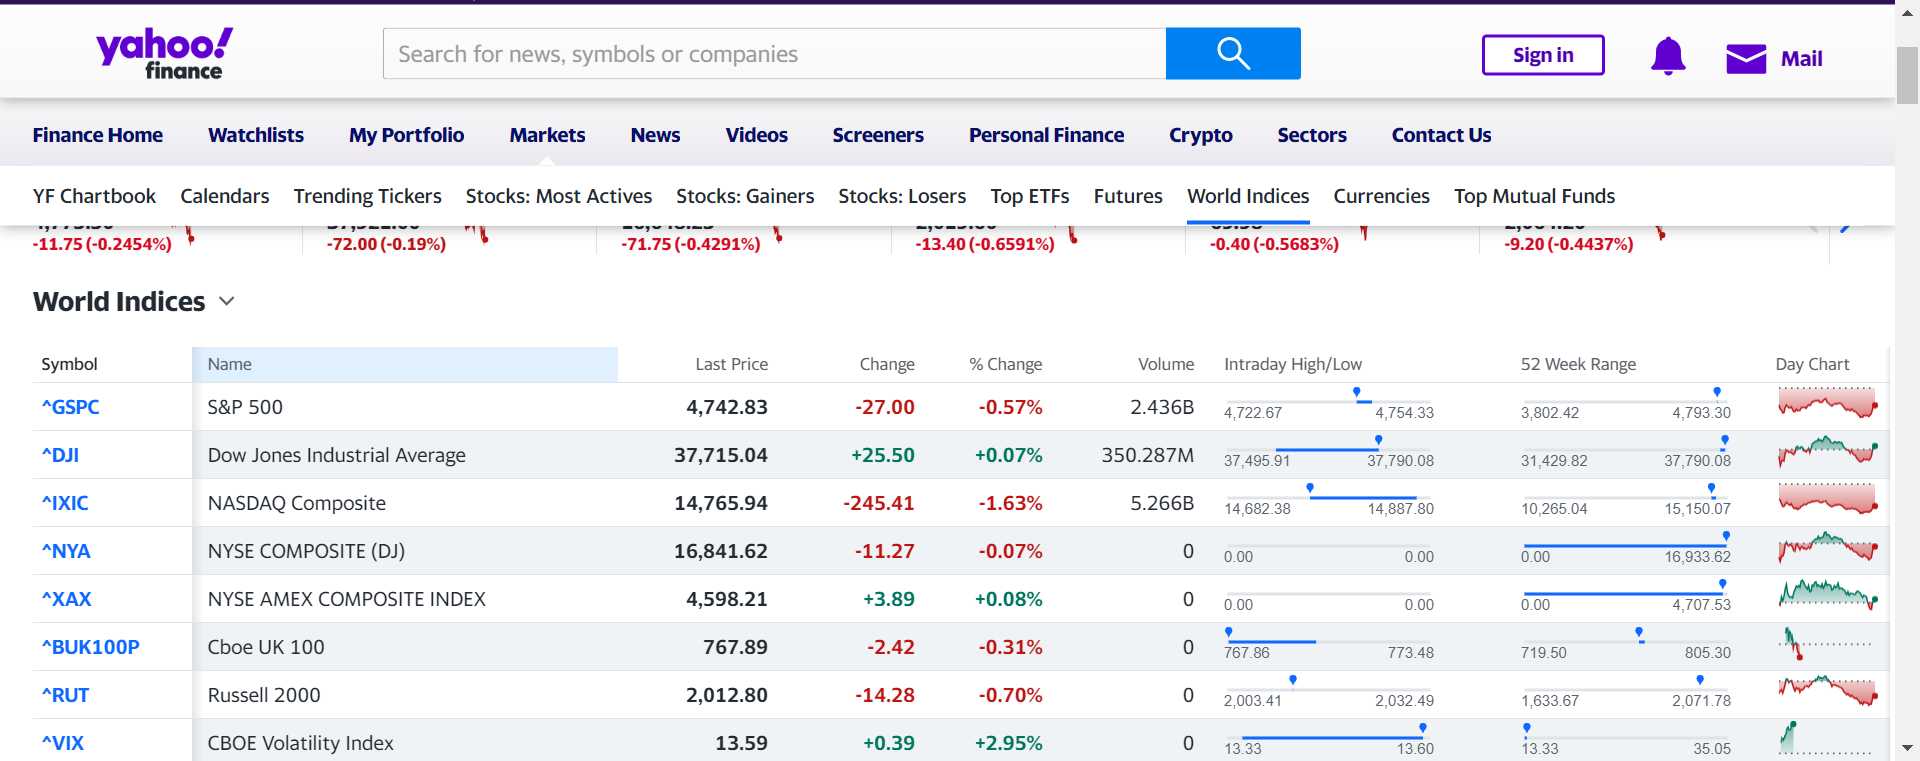 yahoo!
finance
Search for news, symbols or companies
Sign in
Mail
Finance Home Watchlists My Portfolio Markets News Videos Screeners Personal Finance Crypto Sectors Contact Us
YF Chartbook Calendars Trending Tickers Stocks: Most Actives Stocks: Gainers Stocks: Losers Top ETFs Futures World Indices Currencies Top Mutual Funds
-11.75 (-0.2454%) -72.00 (-0.19%) -71.75 (-0.4291%) -13.40 (-0.6591%) -0.40 (-0.5683%) -9.20 (-0.4437%)
World Indices
Symbol Name Last Price Change % Change Volume Intraday High/Low 52 Week Range Day Chart
^GSPC S&P 500 4,742.83 -27.00 -0.57% 2.436B 4,722.67 4,754.33 3,802.42 4,793.30
^DJI Dow Jones Industrial Average 37,715.04 +25.50 +0.07% 350.287M 37,495.91 37,790.08 31,429.82 37,790.08
^IXIC NASDAQ Composite 14,765.94 -245.41 -1.63% 5.266B 14,682.38 14,887.80 10,265.04 15,150.07
^NYA NYSE COMPOSITE (DJ) 16,841.62 -11.27 -0.07% 0 0.00 0.00 0.00 16,933.62
^XAX NYSE AMEX COMPOSITE INDEX 4,598.21 +3.89 +0.08% 0 0.00 0.00 0.00 4,707.53
^BUK100P Cboe UK 100 767.89 -2.42 -0.31% 0 767.86 773.48 719.50 805.30
^RUT Russell 2000 2,012.80 -14.28 -0.70% 0 2,003.41 2,032.49 1,633.67 2,071.78
^VIX CBOE Volatility Index 13.59 +0.39 +2.95% 0 13.33 13.60 13.33 35.05